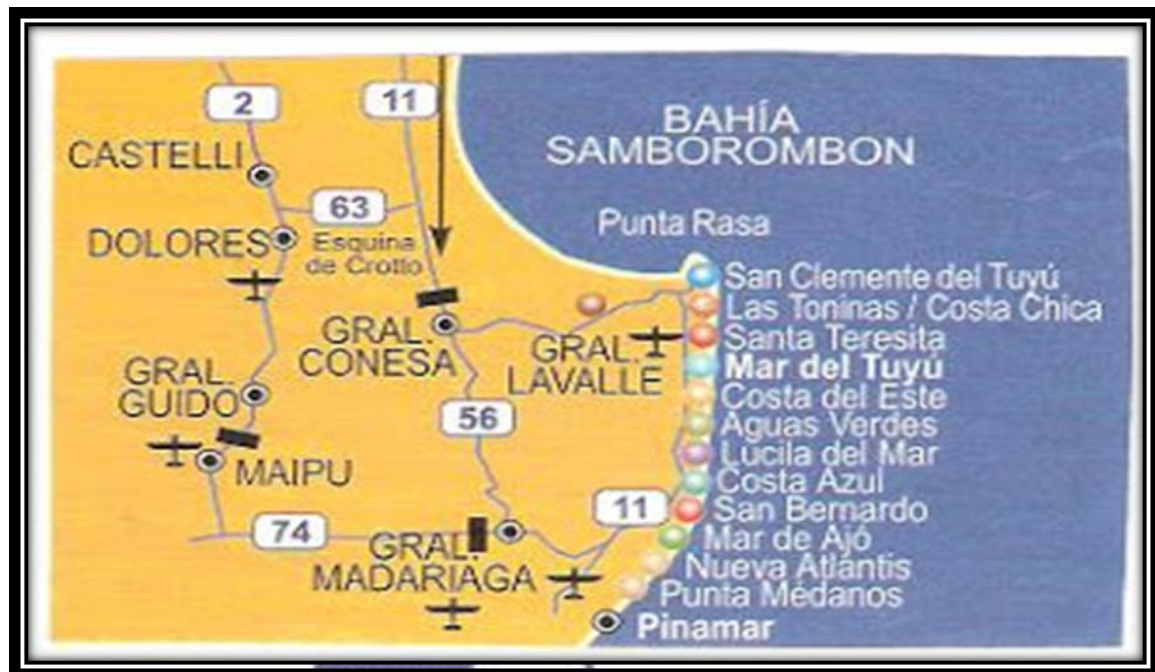 2
11
BAHÍA
SAMBOROMBON
CASTELLI
63
Punta Rasa
DOLORES
Esquina
de Crotto
San Clemente del Tuyú
Las Toninas / Costa Chica
GRAL.
CONESA
GRAL.
LAVALLE
Santa Teresita
Mar del Tuyú
GRAL.
GUIDO
Costa del Este
56
Aguas Verdes
Lucila del Mar
MAIPU
Costa Azul
11
San Bernardo
74
Mar de Ajó
GRAL.
MADARIAGA
Nueva Atlantis
Punta Médanos
Pinamar